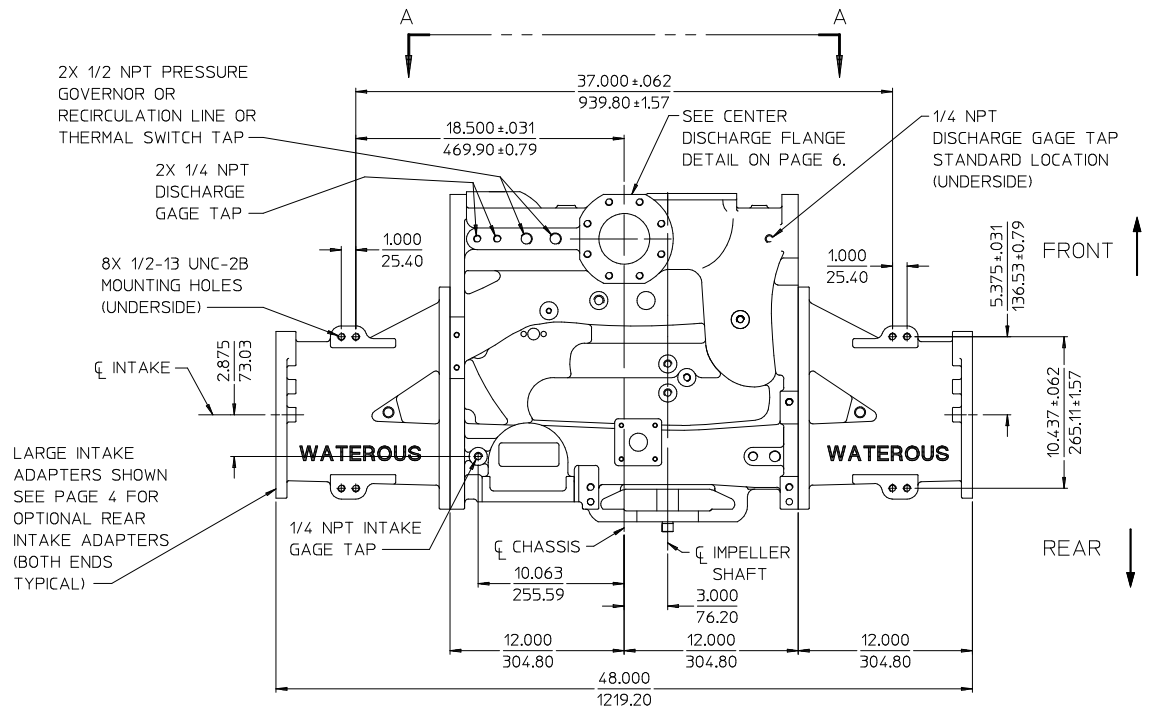 A
A
2X 1/2 NPT PRESSURE
GOVERNOR OR
RECIRCULATION LINE OR
THERMAL SWITCH TAP
37.000±.062
939.80±1.57
18.500±.031
469.90±0.79
SEE CENTER
DISCHARGE FLANGE
DETAIL ON PAGE 6.
1/4 NPT
DISCHARGE GAGE TAP
STANDARD LOCATION
(UNDERSIDE)
2X 1/4 NPT
DISCHARGE
GAGE TAP
1.000
25.40
8X 1/2-13 UNC-2B
MOUNTING HOLES
(UNDERSIDE)
1.000
25.40
5.375±.031
136.53±0.79
FRONT
2.875
73.03
℄ INTAKE
10.437±.062
265.11±1.57
WATEROUS
WATEROUS
LARGE INTAKE
ADAPTERS SHOWN
SEE PAGE 4 FOR
OPTIONAL REAR
INTAKE ADAPTERS
(BOTH ENDS
TYPICAL)
1/4 NPT INTAKE
GAGE TAP
℄ CHASSIS
℄ IMPELLER
SHAFT
REAR
10.063
255.59
3.000
76.20
12.000
304.80
12.000
304.80
12.000
304.80
48.000
1219.20